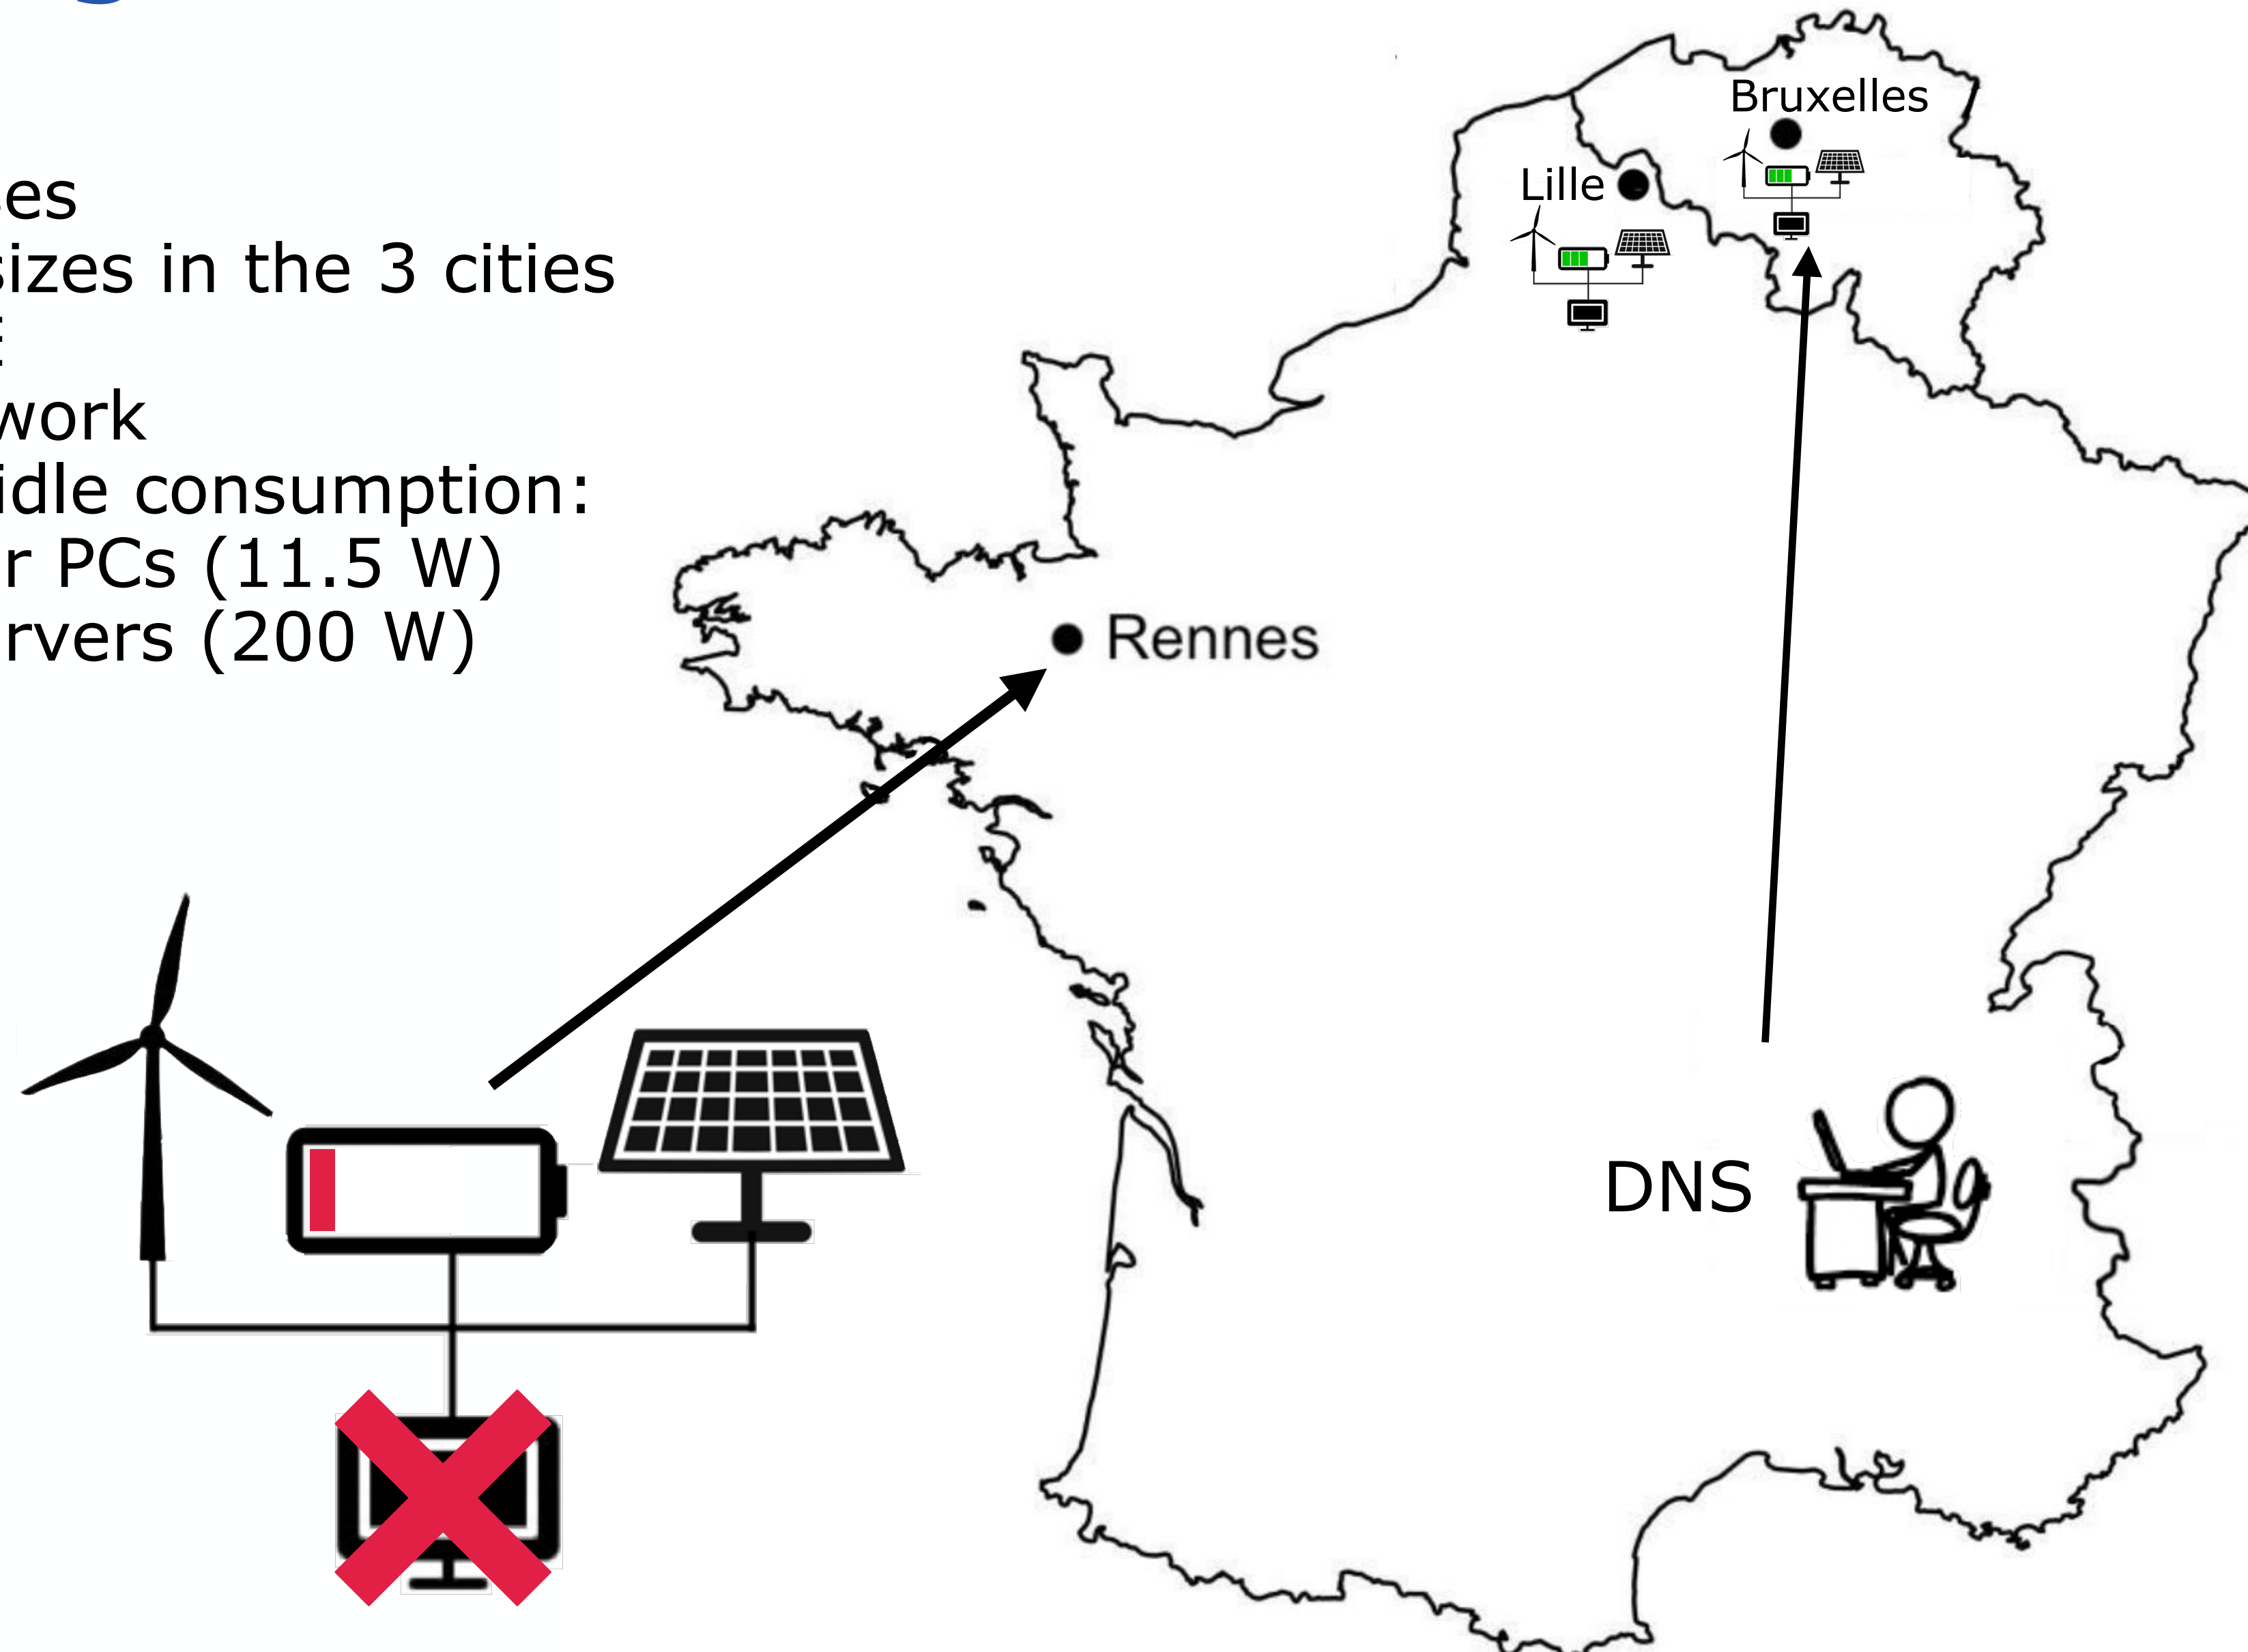 es
sizes in the 3 cities
work
idle consumption:
r PCs (11.5 W)
rvers (200 W)
Bruxelles
Lille
Rennes
DNS